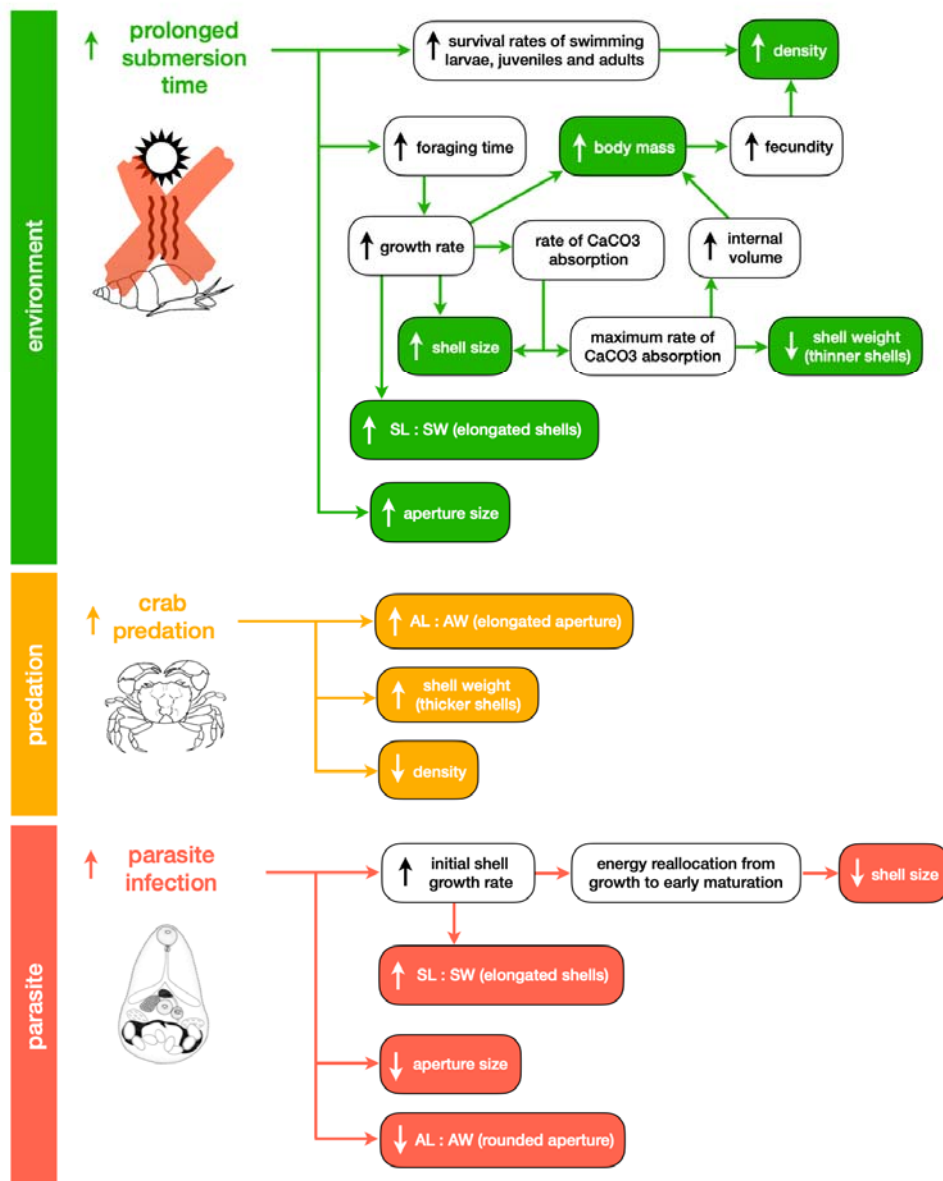 environment
↑ prolonged
submersion
time
↑ survival rates of swimming
larvae, juveniles and adults
↑ density
↑ foraging time
↑ body mass
↑ fecundity
↑ growth rate
rate of CaCO3
absorption
↑ internal
volume
↑ shell size
maximum rate of
CaCO3 absorption
↓ shell weight
(thinner shells)
↑ SL : SW (elongated shells)
↑ aperture size
predation
↑ crab
predation
↑ AL : AW (elongated aperture)
↑ shell weight
(thicker shells)
↓ density
parasite
↑ parasite
infection
↑ initial shell
growth rate
energy reallocation from
growth to early maturation
↓ shell size
↑ SL : SW (elongated shells)
↓ aperture size
↓ AL : AW (rounded aperture)